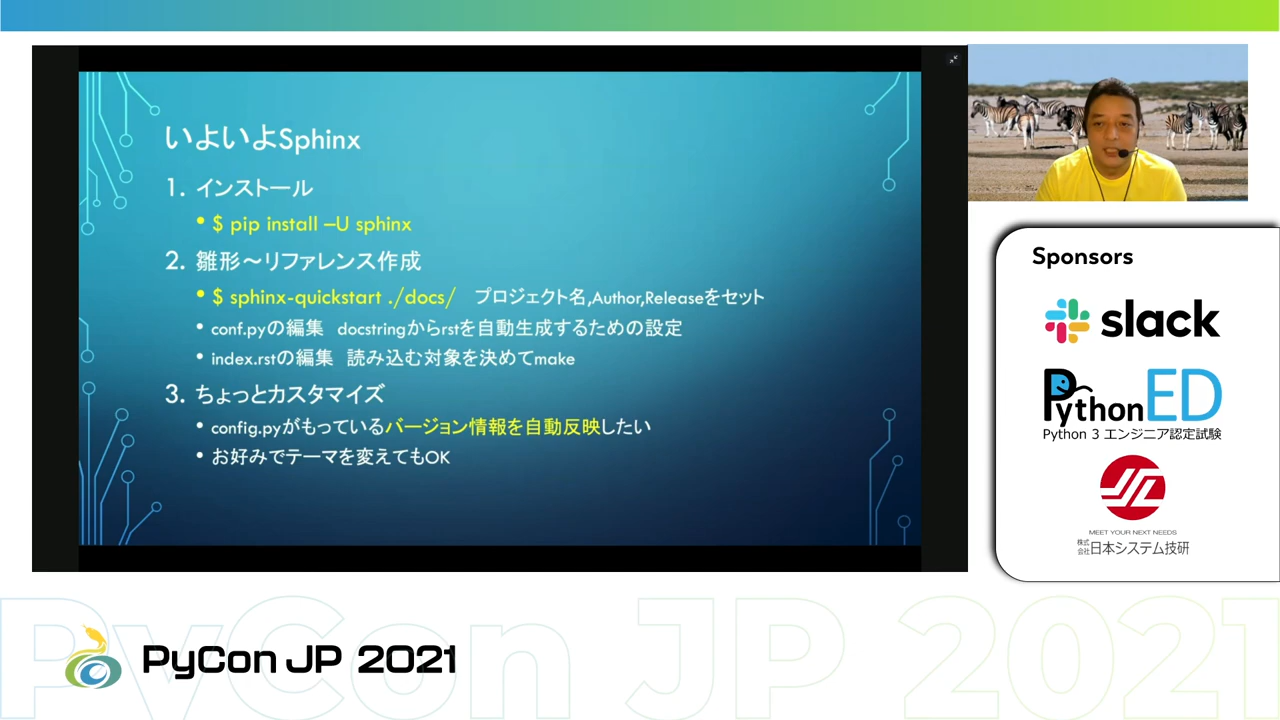 いよいよSphinx
1. インストール
• $ pip install –U sphinx
2. 雛形～リファレンス作成
• $ sphinx-quickstart ./docs/ プロジェクト名,Author,Releaseをセット
• conf.pyの編集 docstringからrstを自動生成するための設定
• index.rstの編集 読み込む対象を決めてmake
3. ちょっとカスタマイズ
• config.pyがもっているバージョン情報を自動反映したい
• お好みでテーマを変えてもOK
Sponsors
slack
PythonED
Python 3 エンジニア認定試験
MEET YOUR NEXT NEEDS
株式会社日本システム技研
PyCon JP 2021
PyCon JP 2021